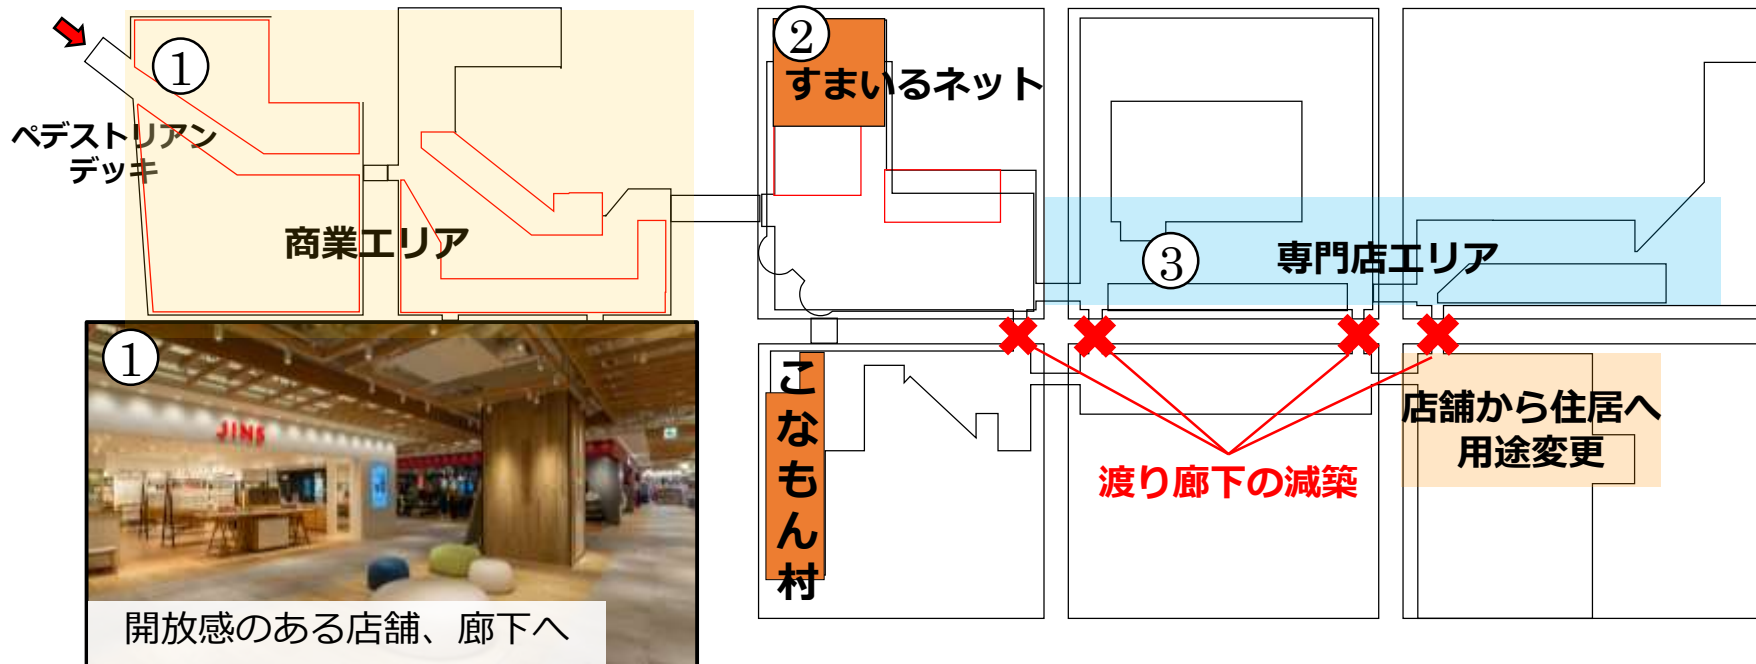 ①
ペデストリアン
デッキ
商業エリア
②
すまいるネット
③
専門店エリア
こなもん村
渡り廊下の減築
店舗から住居へ
用途変更
①
JINS
開放感のある店舗、廊下へ